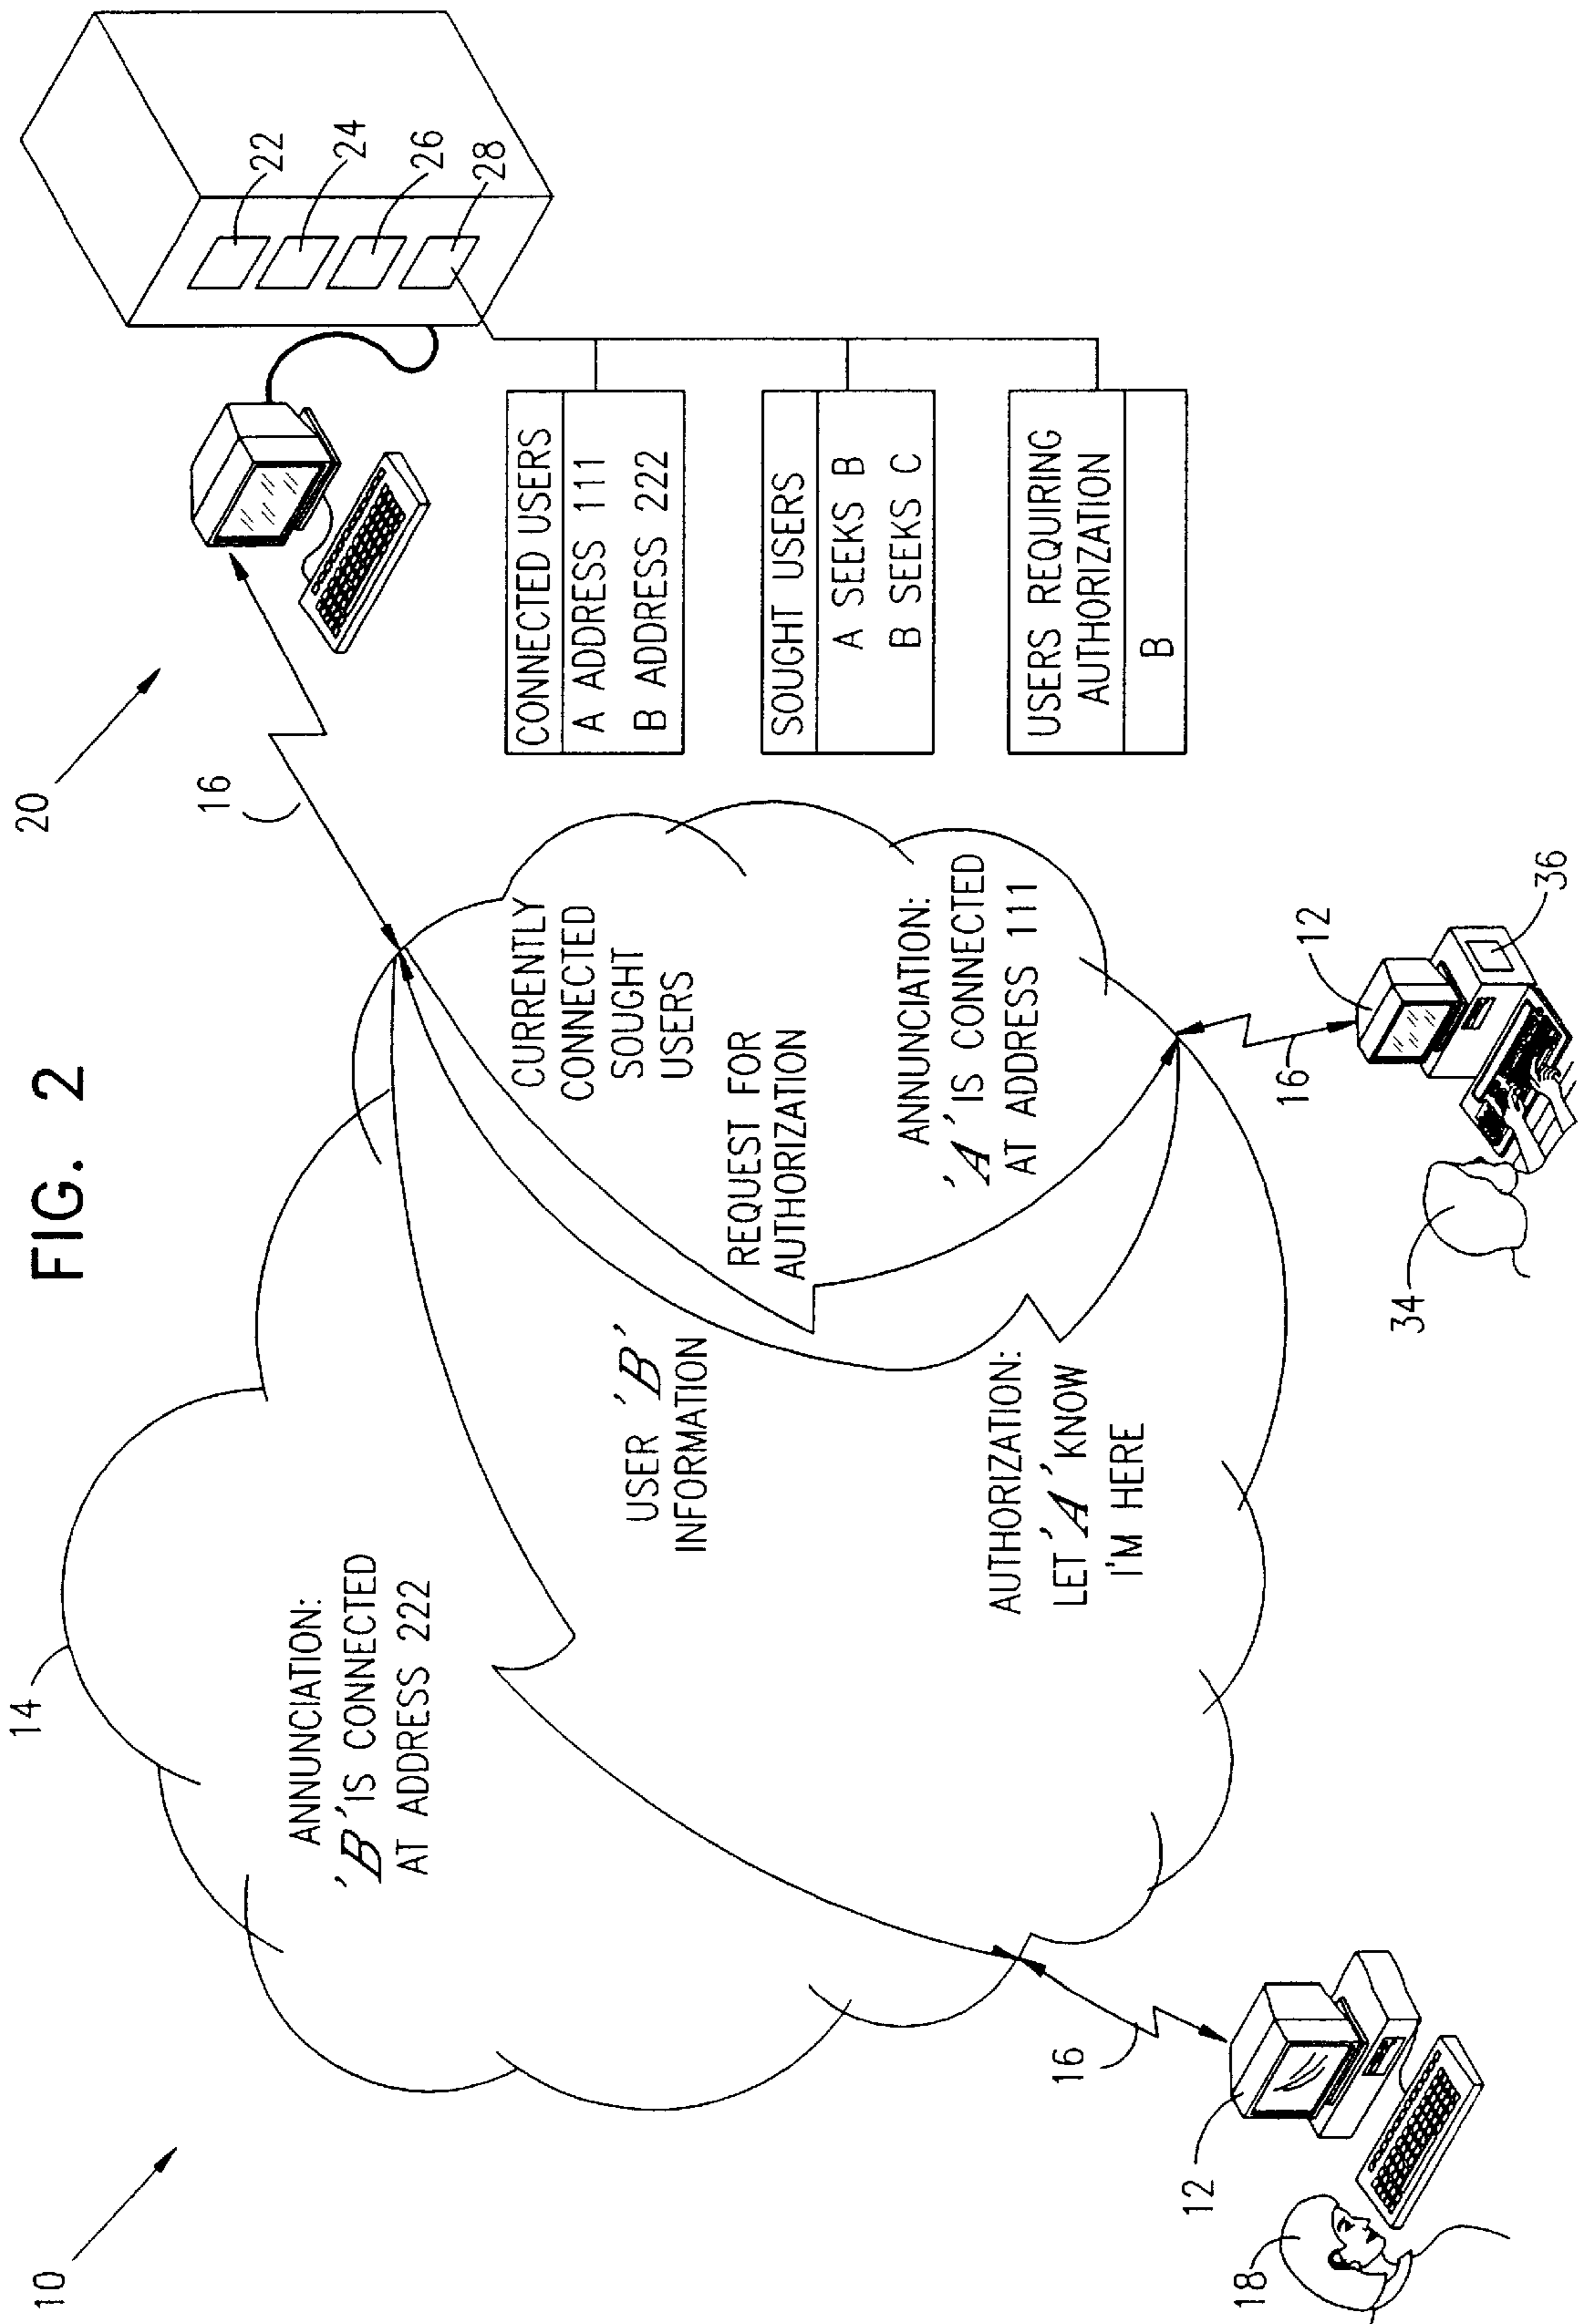 FIG. 2
10
14
20
16
22
24
26
28
ANNUNCIATION:
'B' IS CONNECTED
AT ADDRESS 222
USER 'B'
INFORMATION
CURRENTLY
CONNECTED
SOUGHT
USERS
REQUEST FOR
AUTHORIZATION
ANNUNCIATION:
'A' IS CONNECTED
AT ADDRESS 111
AUTHORIZATION:
LET 'A' KNOW
I'M HERE
CONNECTED USERS
A ADDRESS 111
B ADDRESS 222
SOUGHT USERS
A SEEKS B
B SEEKS C
USERS REQUIRING
AUTHORIZATION
B
16
12
18
16
12
36
34